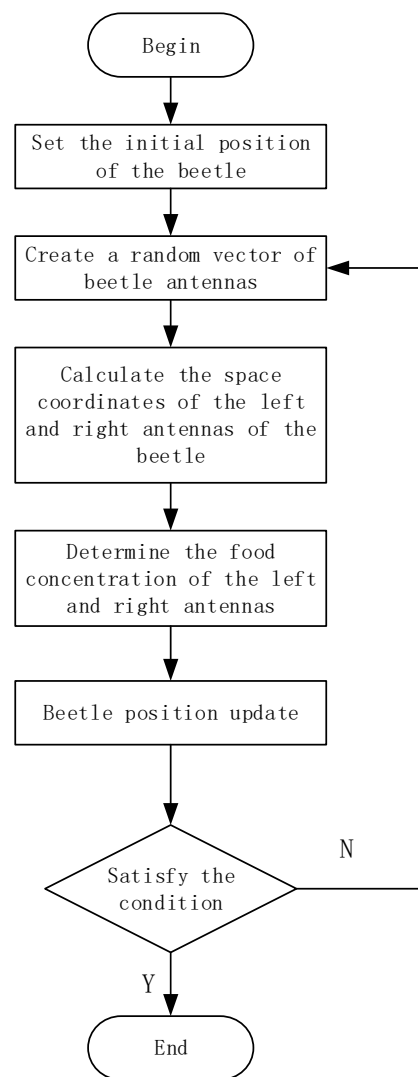 Begin
Set the initial position
of the beetle
Create a random vector of
beetle antennas
Calculate the space
coordinates of the left
and right antennas of the
beetle
Determine the food
concentration of the left
and right antennas
Beetle position update
Satisfy the
condition
N
Y
End